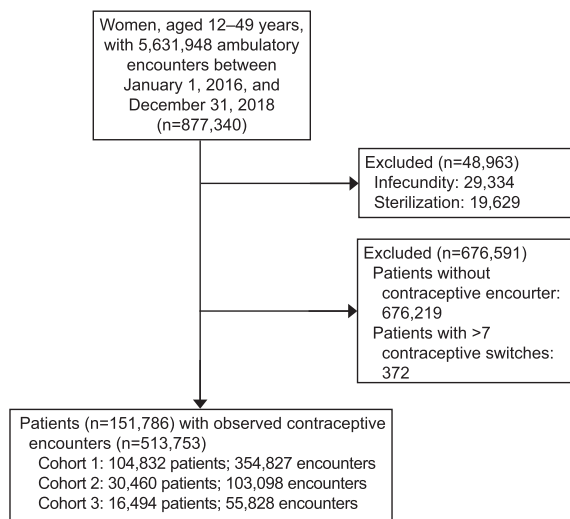 Women, aged 12–49 years,
with 5,631,948 ambulatory
encounters between
January 1, 2016, and
December 31, 2018
(n=877,340)
Excluded (n=48,963)
Infecundity: 29,334
Sterilization: 19,629
Excluded (n=676,591)
Patients without
contraceptive encourter:
676,219
Patients with >7
contraceptive switches:
372
Patients (n=151,786) with observed contraceptive
encounters (n=513,753)
Cohort 1: 104,832 patients; 354,827 encounters
Cohort 2: 30,460 patients; 103,098 encounters
Cohort 3: 16,494 patients; 55,828 encounters